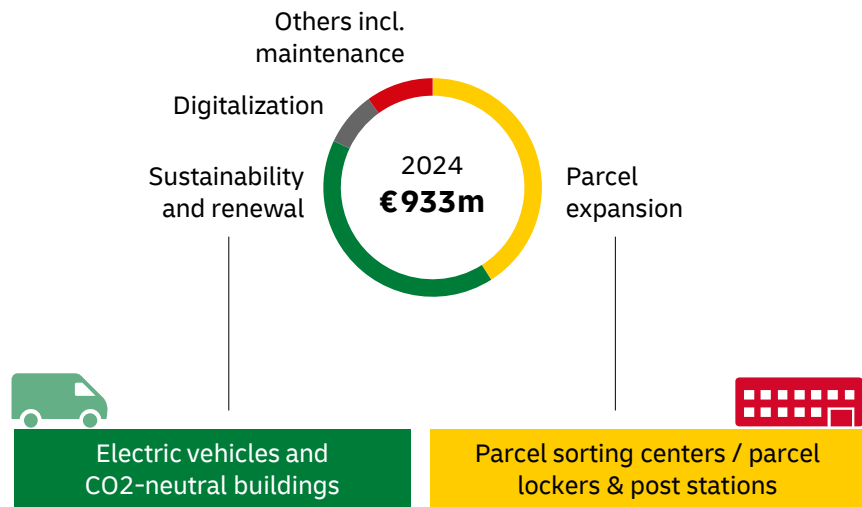 Others incl.
maintenance
Digitalization
Sustainability
and renewal
2024
€933m
Parcel
expansion
Electric vehicles and
CO2-neutral buildings
Parcel sorting centers / parcel
lockers & post stations